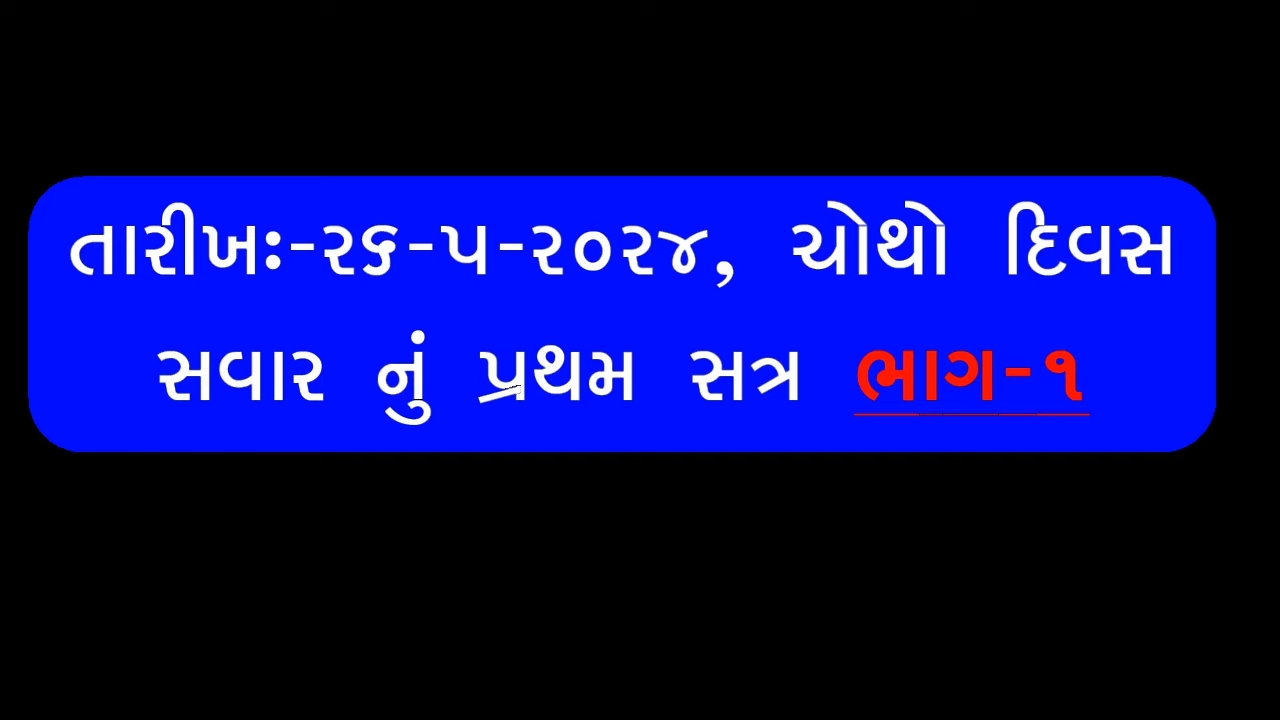 તારીખઃ-૨૬-૫-૨૦૨૪, ચોથો દિવસ
સવાર નું પ્રથમ સત્ર ભાગ-૧